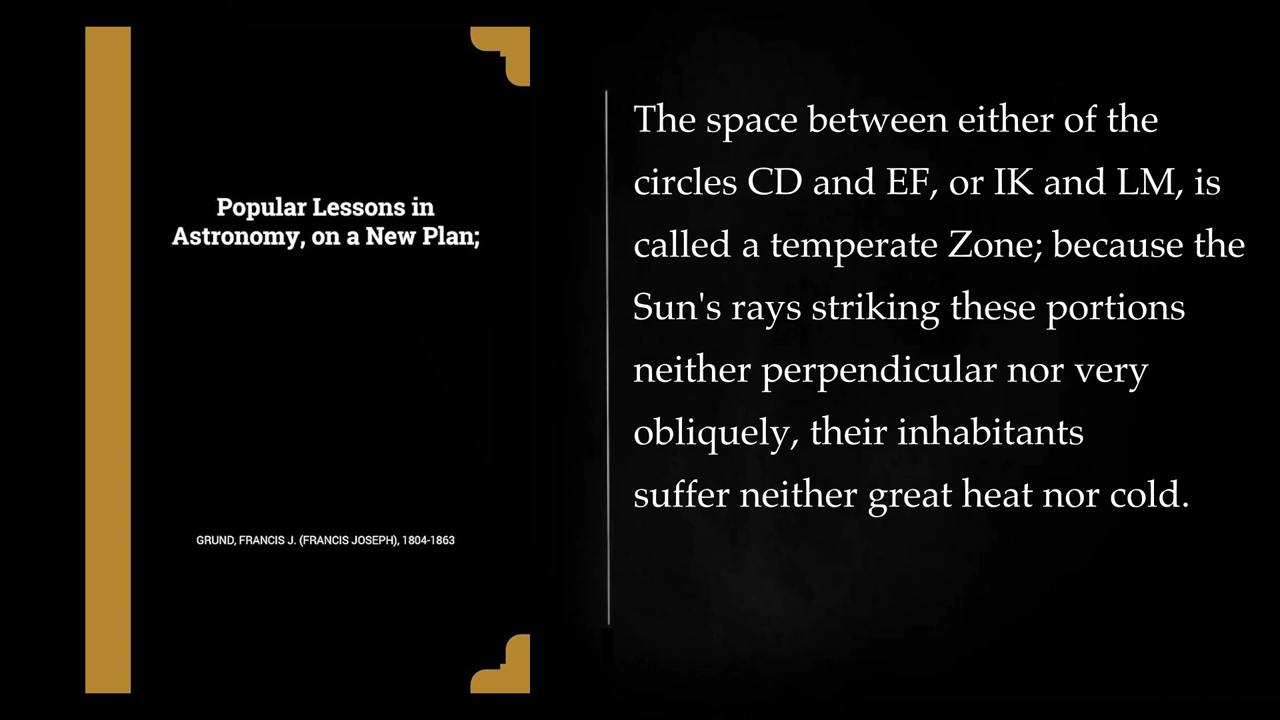 Popular Lessons in
Astronomy, on a New Plan;
GRUND, FRANCIS J. (FRANCIS JOSEPH), 1804-1863
The space between either of the
circles CD and EF, or IK and LM, is
called a temperate Zone; because the
Sun's rays striking these portions
neither perpendicular nor very
obliquely, their inhabitants
suffer neither great heat nor cold.